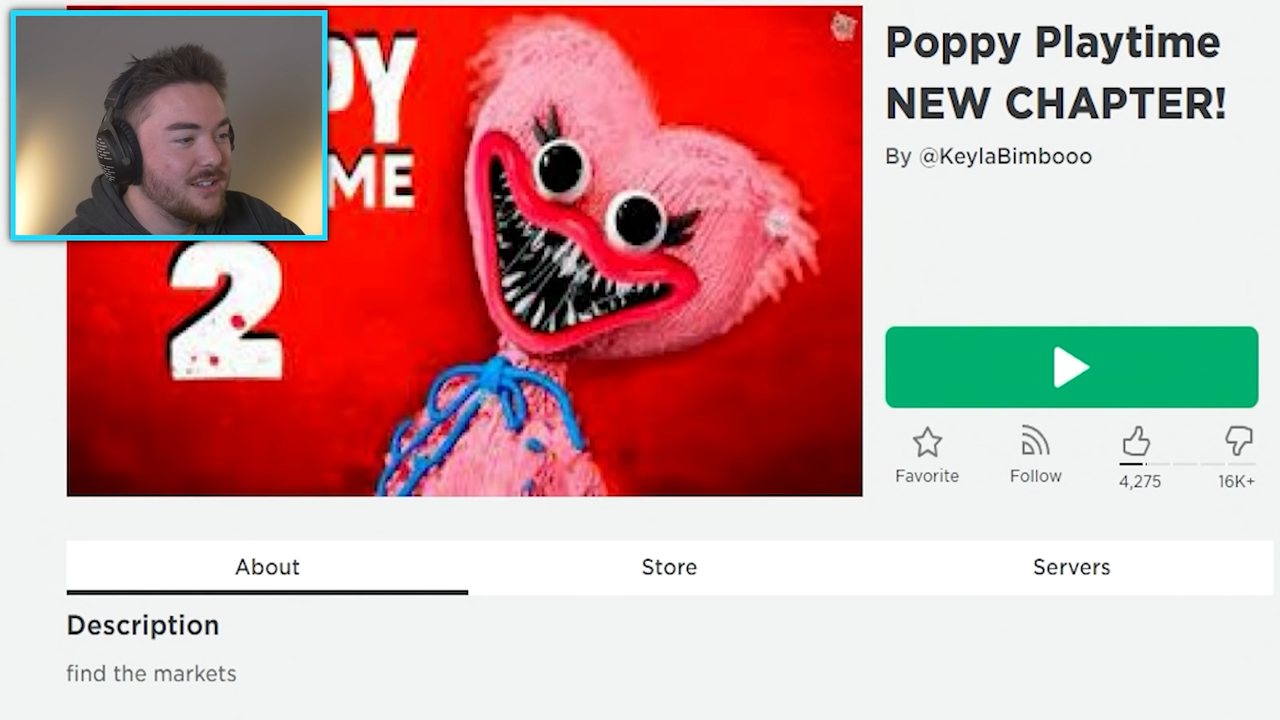 PY
ME
2
Poppy Playtime
NEW CHAPTER!
By @KeylaBimbooo
Favorite
Follow
4,275
16K+
About
Store
Servers
Description
find the markets